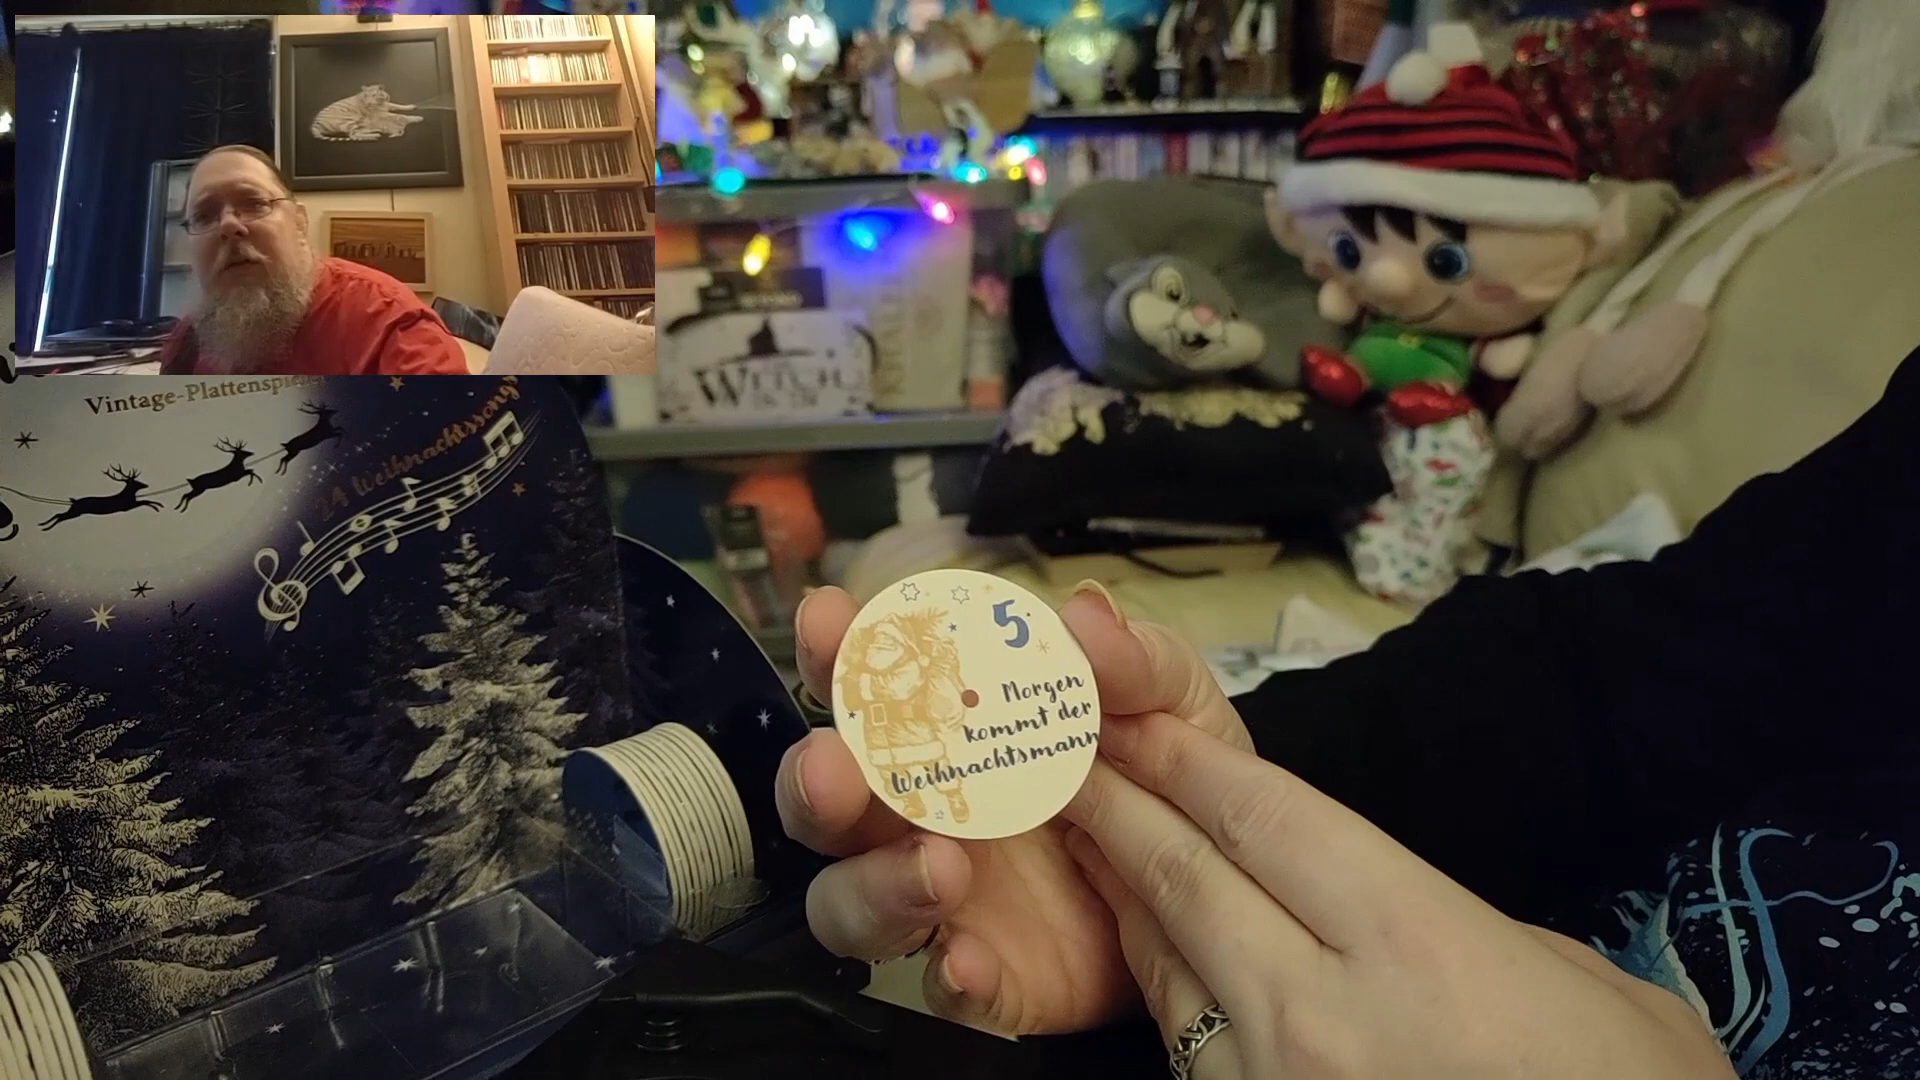 Vintage-Plattenspieler
24 Weihnachtssongs
5.
Morgen
kommt der
Weihnachtsmann
WITCH